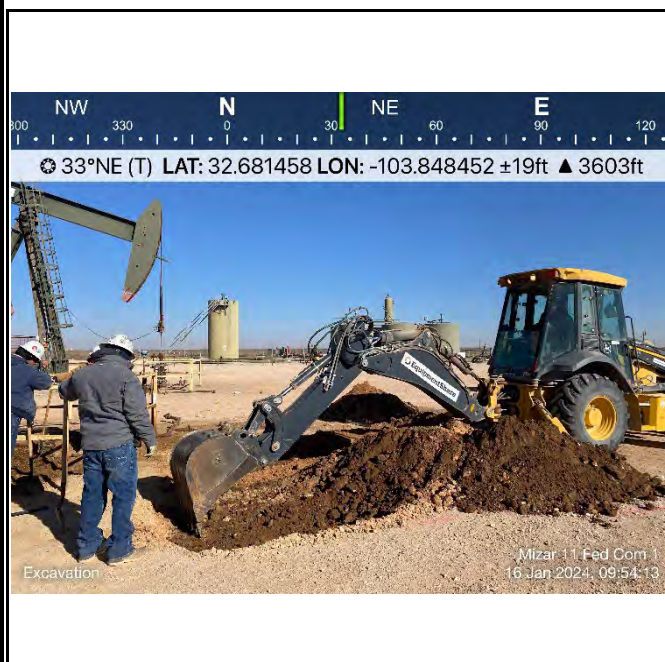 NW N NE E
300 330 0 30 60 90 120
33°NE (T) LAT: 32.681458 LON: -103.848452 ±19ft ▲ 3603ft
EquipmentShare
Mizar 11 Fed Com 1
Excavation 16 Jan 2024, 09:54:13